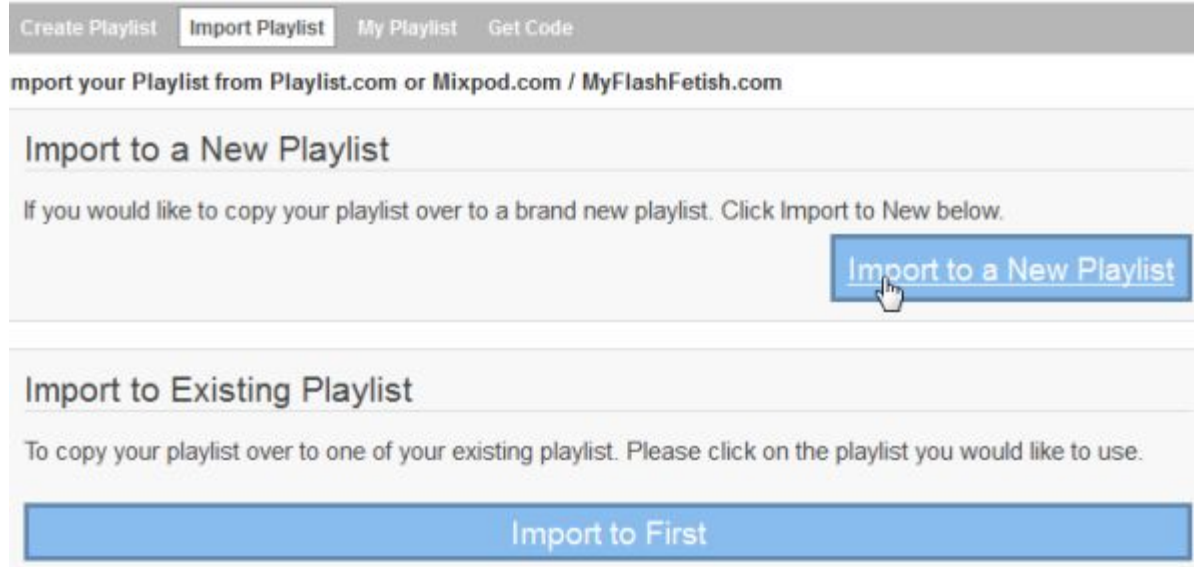 Create Playlist Import Playlist My Playlist Get Code
mport your Playlist from Playlist.com or Mixpod.com / MyFlashFetish.com
Import to a New Playlist
If you would like to copy your playlist over to a brand new playlist. Click Import to New below.
Import to a New Playlist
Import to Existing Playlist
To copy your playlist over to one of your existing playlist. Please click on the playlist you would like to use.
Import to First